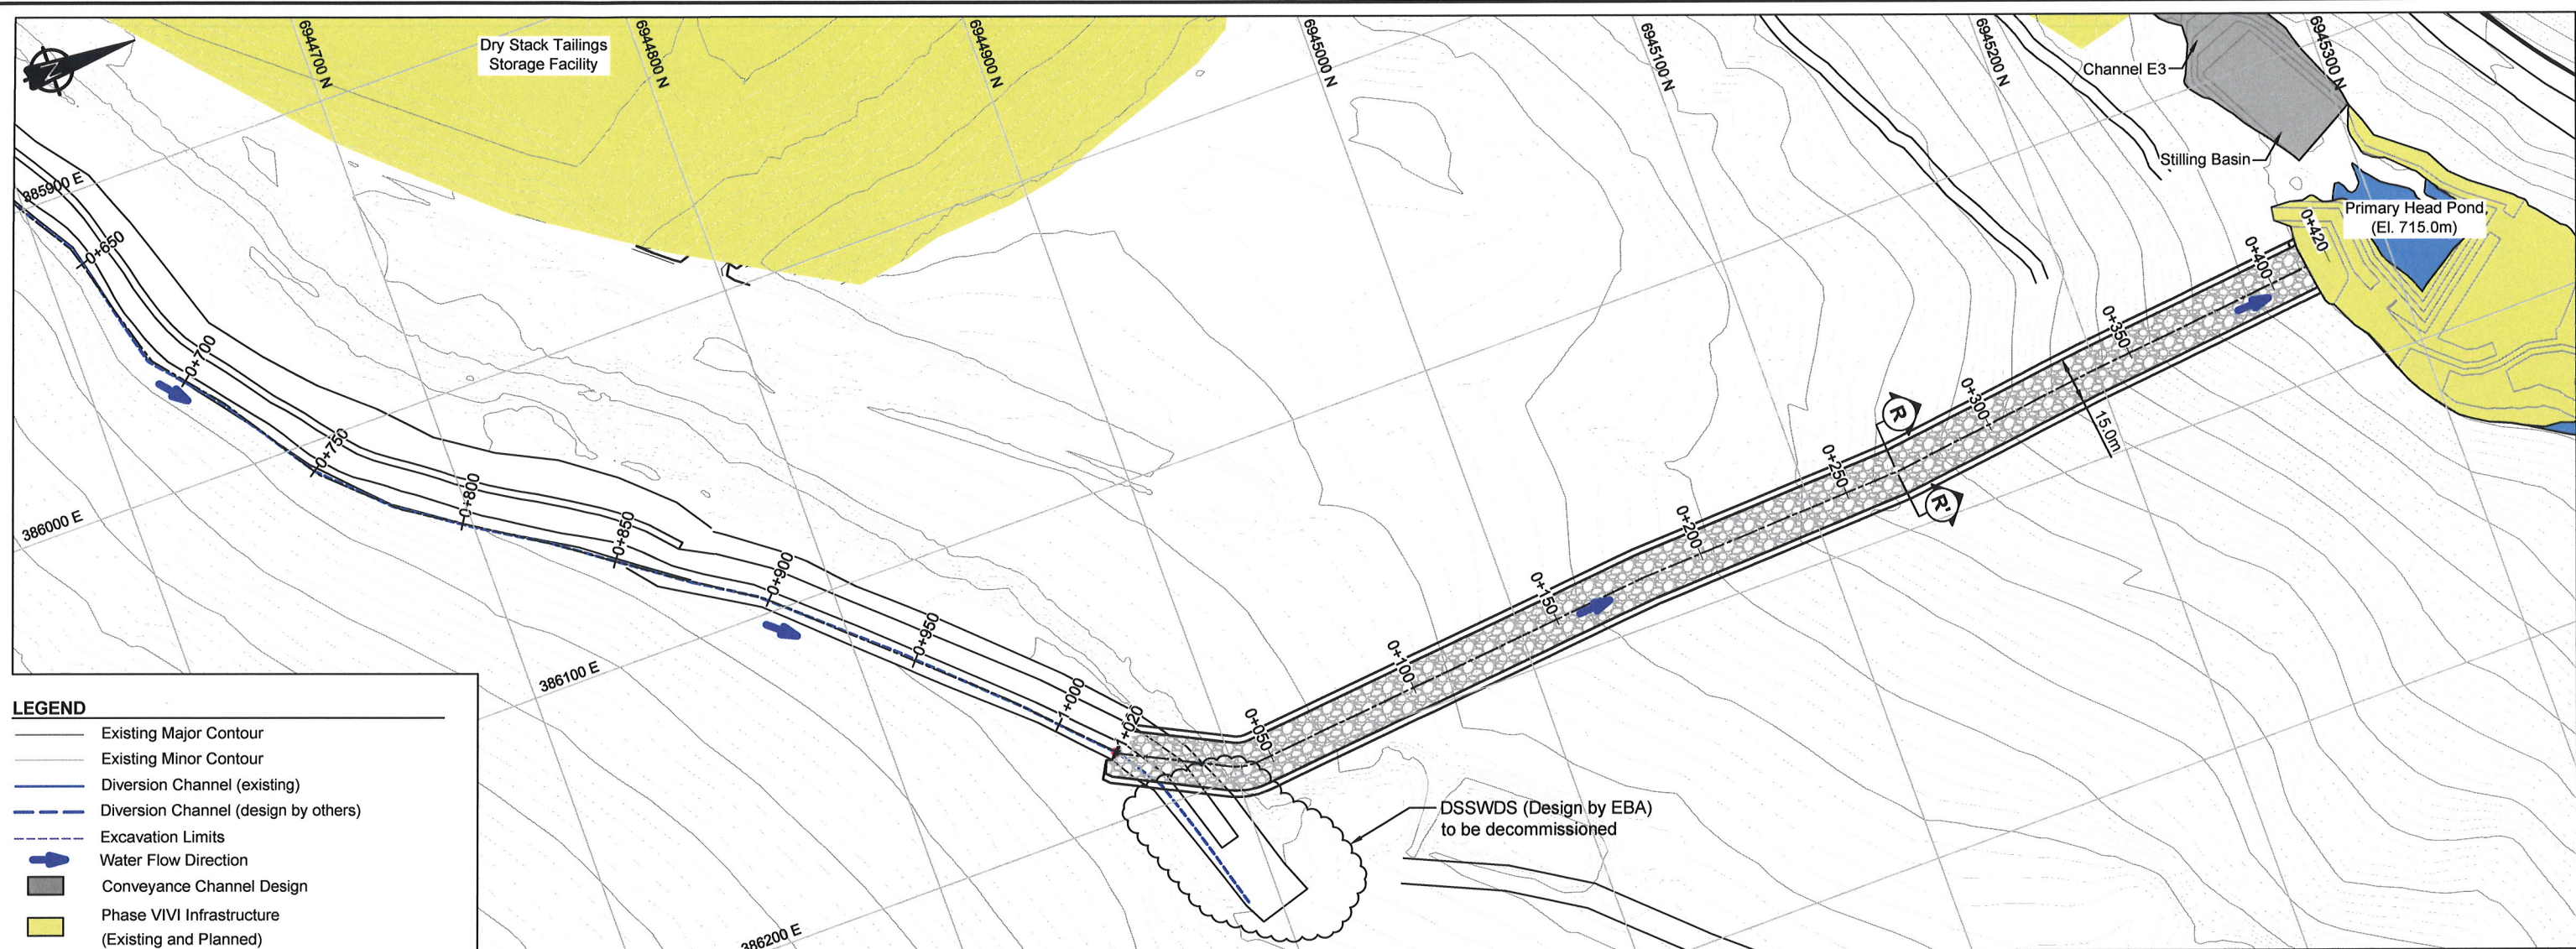 N
6944700 N
6944800 N
6944900 N
6945000 N
6945100 N
6945200 N
6945300 N
Dry Stack Tailings
Storage Facility
Channel E3
Stilling Basin
Primary Head Pond,
(El. 715.0m)
385900 E
386000 E
386100 E
386200 E
0+650
0+700
0+750
0+800
0+850
0+900
0+950
1+000
1+020
0+050
0+100
0+150
0+200
0+250
0+300
0+350
0+400
0+420
R
R'
15.0m
DSSWDS (Design by EBA)
to be decommissioned
LEGEND
Existing Major Contour
Existing Minor Contour
Diversion Channel (existing)
Diversion Channel (design by others)
Excavation Limits
Water Flow Direction
Conveyance Channel Design
Phase VIVI Infrastructure
(Existing and Planned)